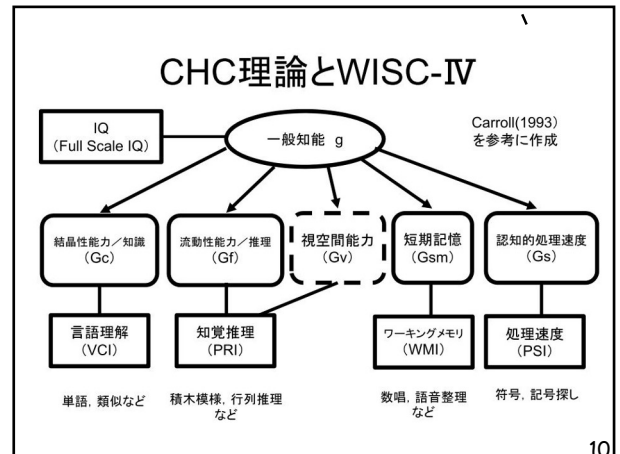 CHC理論とWISC-Ⅳ
IQ
(Full Scale IQ)
一般知能 g
Carroll(1993)
を参考に作成
結晶性能力／知識
(Gc)
流動性能力／推理
(Gf)
視空間能力
(Gv)
短期記憶
(Gsm)
認知的処理速度
(Gs)
言語理解
(VCI)
知覚推理
(PRI)
ワーキングメモリ
(WMI)
処理速度
(PSI)
単語, 類似など
積木模様, 行列推理
など
数唱, 語音整理
など
符号, 記号探し
10